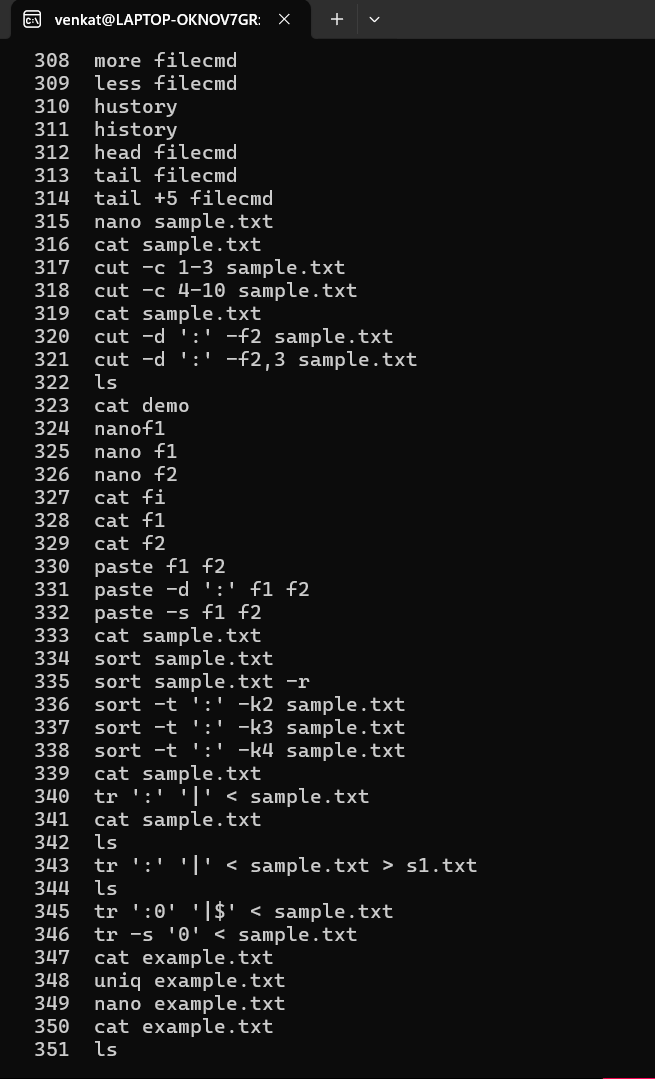 venkat@LAPTOP-OKNOV7GR:
308 more filecmd
309 less filecmd
310 hustory
311 history
312 head filecmd
313 tail filecmd
314 tail +5 filecmd
315 nano sample.txt
316 cat sample.txt
317 cut -c 1-3 sample.txt
318 cut -c 4-10 sample.txt
319 cat sample.txt
320 cut -d ':' -f2 sample.txt
321 cut -d ':' -f2,3 sample.txt
322 ls
323 cat demo
324 nanof1
325 nano f1
326 nano f2
327 cat fi
328 cat f1
329 cat f2
330 paste f1 f2
331 paste -d ':' f1 f2
332 paste -s f1 f2
333 cat sample.txt
334 sort sample.txt
335 sort sample.txt -r
336 sort -t ':' -k2 sample.txt
337 sort -t ':' -k3 sample.txt
338 sort -t ':' -k4 sample.txt
339 cat sample.txt
340 tr ':' '|' < sample.txt
341 cat sample.txt
342 ls
343 tr ':' '|' < sample.txt > s1.txt
344 ls
345 tr ':0' '|$' < sample.txt
346 tr -s '0' < sample.txt
347 cat example.txt
348 uniq example.txt
349 nano example.txt
350 cat example.txt
351 ls